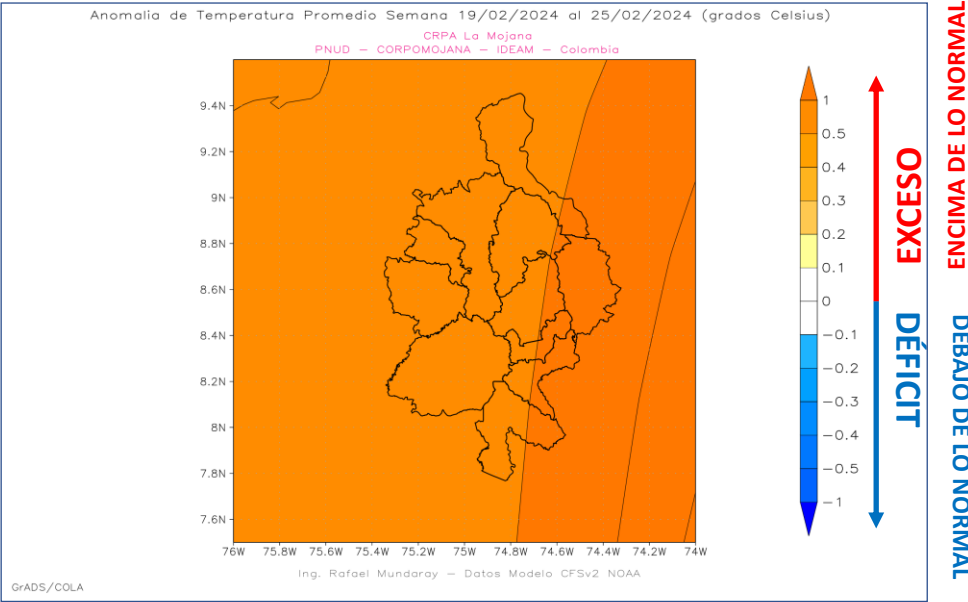 Anomalia de Temperatura Promedio Semana 19/02/2024 al 25/02/2024 (grados Celsius)
CRPA La Mojana
PNUD – CORPOMOJANA – IDEAM – Colombia
9.4N
9.2N
9N
8.8N
8.6N
8.4N
8.2N
8N
7.8N
7.6N
76W 75.8W 75.6W 75.4W 75.2W 75W 74.8W 74.6W 74.4W 74.2W 74W
1
0.5
0.4
0.3
0.2
0.1
0
−0.1
−0.2
−0.3
−0.4
−0.5
−1
EXCESO
DÉFICIT
ENCIMA DE LO NORMAL
DEBAJO DE LO NORMAL
Ing. Rafael Mundaray – Datos Modelo CFSv2 NOAA
GrADS/COLA